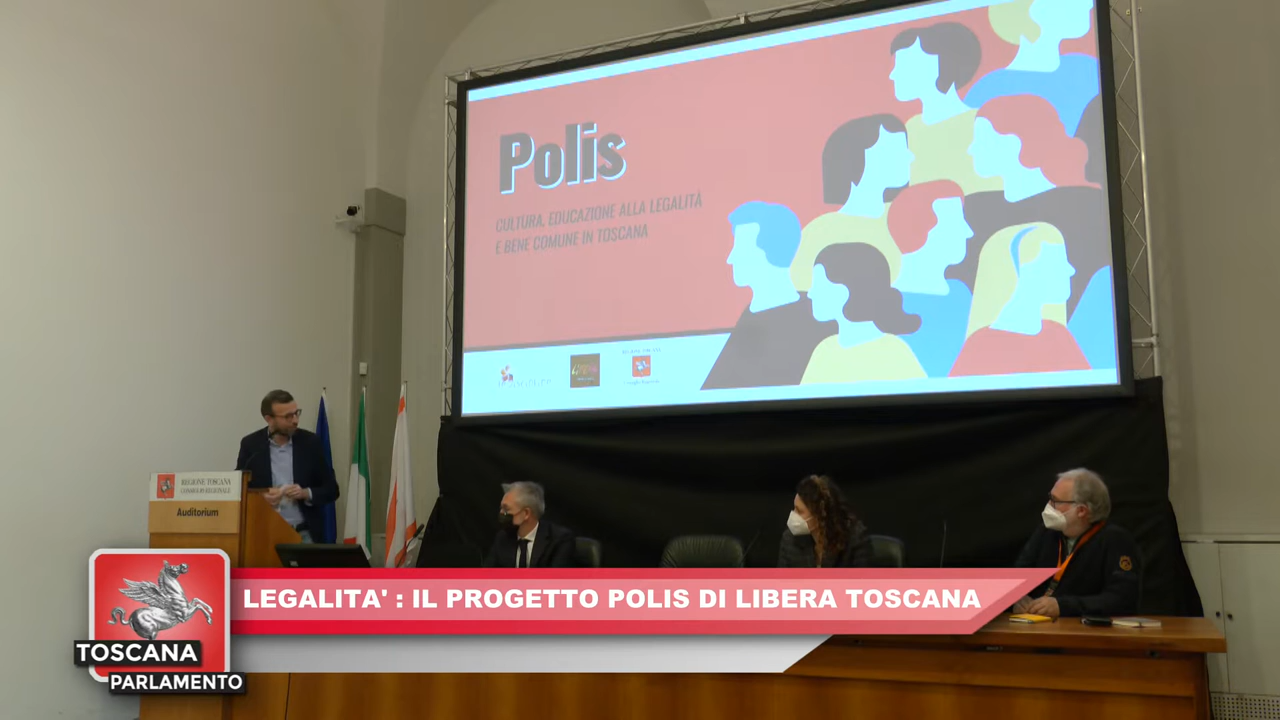 Polis
CULTURA, EDUCAZIONE ALLA LEGALITÀ
E BENE COMUNE IN TOSCANA
REGIONE TOSCANA
CONSIGLIO REGIONALE
Auditorium
LEGALITA' : IL PROGETTO POLIS DI LIBERA TOSCANA
TOSCANA
PARLAMENTO